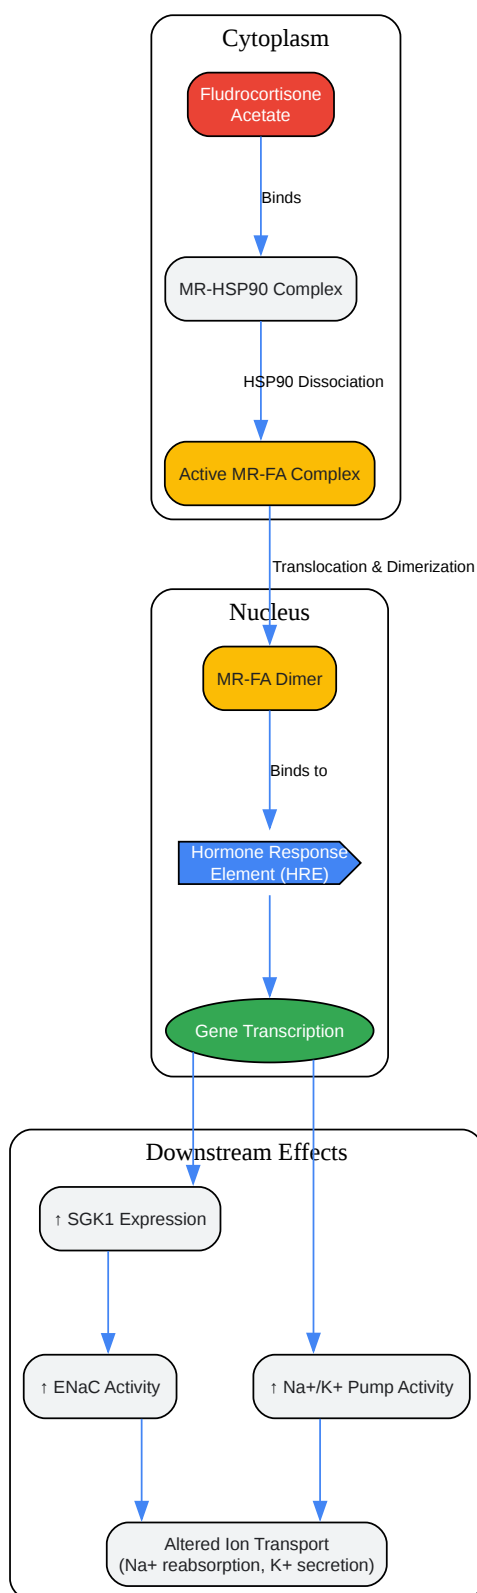 Cytoplasm
Fludrocortisone
Acetate
Binds
MR-HSP90 Complex
HSP90 Dissociation
Active MR-FA Complex
Translocation & Dimerization
Nucleus
MR-FA Dimer
Binds to
Hormone Response
Element (HRE)
Gene Transcription
Downstream Effects
↑ SGK1 Expression
↑ ENaC Activity
↑ Na+/K+ Pump Activity
Altered Ion Transport
(Na+ reabsorption, K+ secretion)